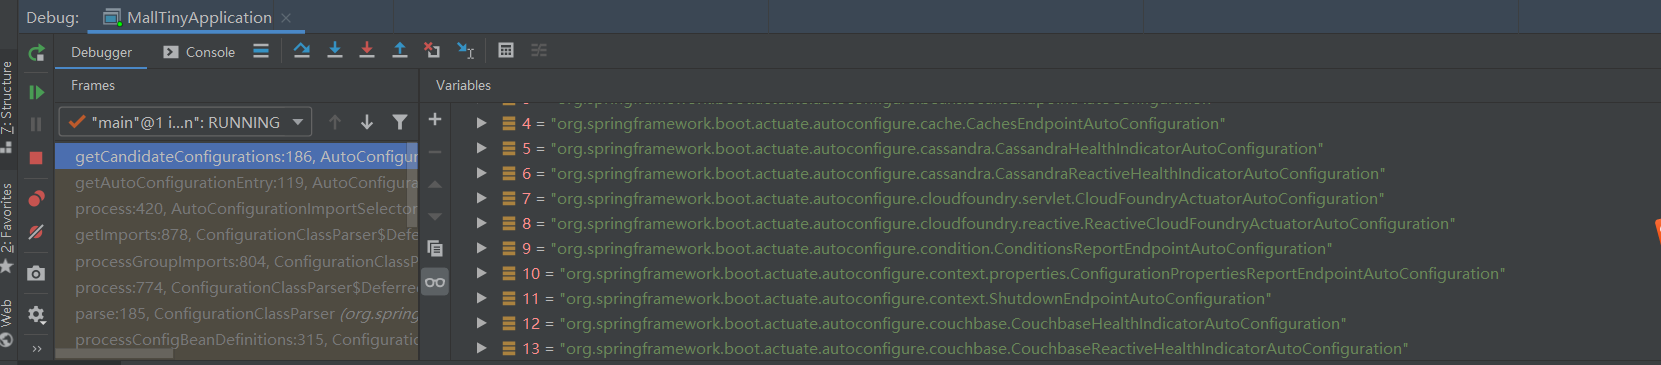 Debug: MallTinyApplication
Debugger Console
Frames
Variables
"main"@1 i...n": RUNNING
getCandidateConfigurations:186, AutoConfigur
getAutoConfigurationEntry:119, AutoConfigura
process:420, AutoConfigurationImportSelector
getImports:878, ConfigurationClassParser$Defe
processGroupImports:804, ConfigurationClassP
process:774, ConfigurationClassParser$Deferre
parse:185, ConfigurationClassParser (org.spring
processConfigBeanDefinitions:315, Configuratio
4 = "org.springframework.boot.actuate.autoconfigure.cache.CachesEndpointAutoConfiguration"
5 = "org.springframework.boot.actuate.autoconfigure.cassandra.CassandraHealthIndicatorAutoConfiguration"
6 = "org.springframework.boot.actuate.autoconfigure.cassandra.CassandraReactiveHealthIndicatorAutoConfiguration"
7 = "org.springframework.boot.actuate.autoconfigure.cloudfoundry.servlet.CloudFoundryActuatorAutoConfiguration"
8 = "org.springframework.boot.actuate.autoconfigure.cloudfoundry.reactive.ReactiveCloudFoundryActuatorAutoConfiguration"
9 = "org.springframework.boot.actuate.autoconfigure.condition.ConditionsReportEndpointAutoConfiguration"
10 = "org.springframework.boot.actuate.autoconfigure.context.properties.ConfigurationPropertiesReportEndpointAutoConfiguration"
11 = "org.springframework.boot.actuate.autoconfigure.context.ShutdownEndpointAutoConfiguration"
12 = "org.springframework.boot.actuate.autoconfigure.couchbase.CouchbaseHealthIndicatorAutoConfiguration"
13 = "org.springframework.boot.actuate.autoconfigure.couchbase.CouchbaseReactiveHealthIndicatorAutoConfiguration"
7: Structure
2: Favorites
Web